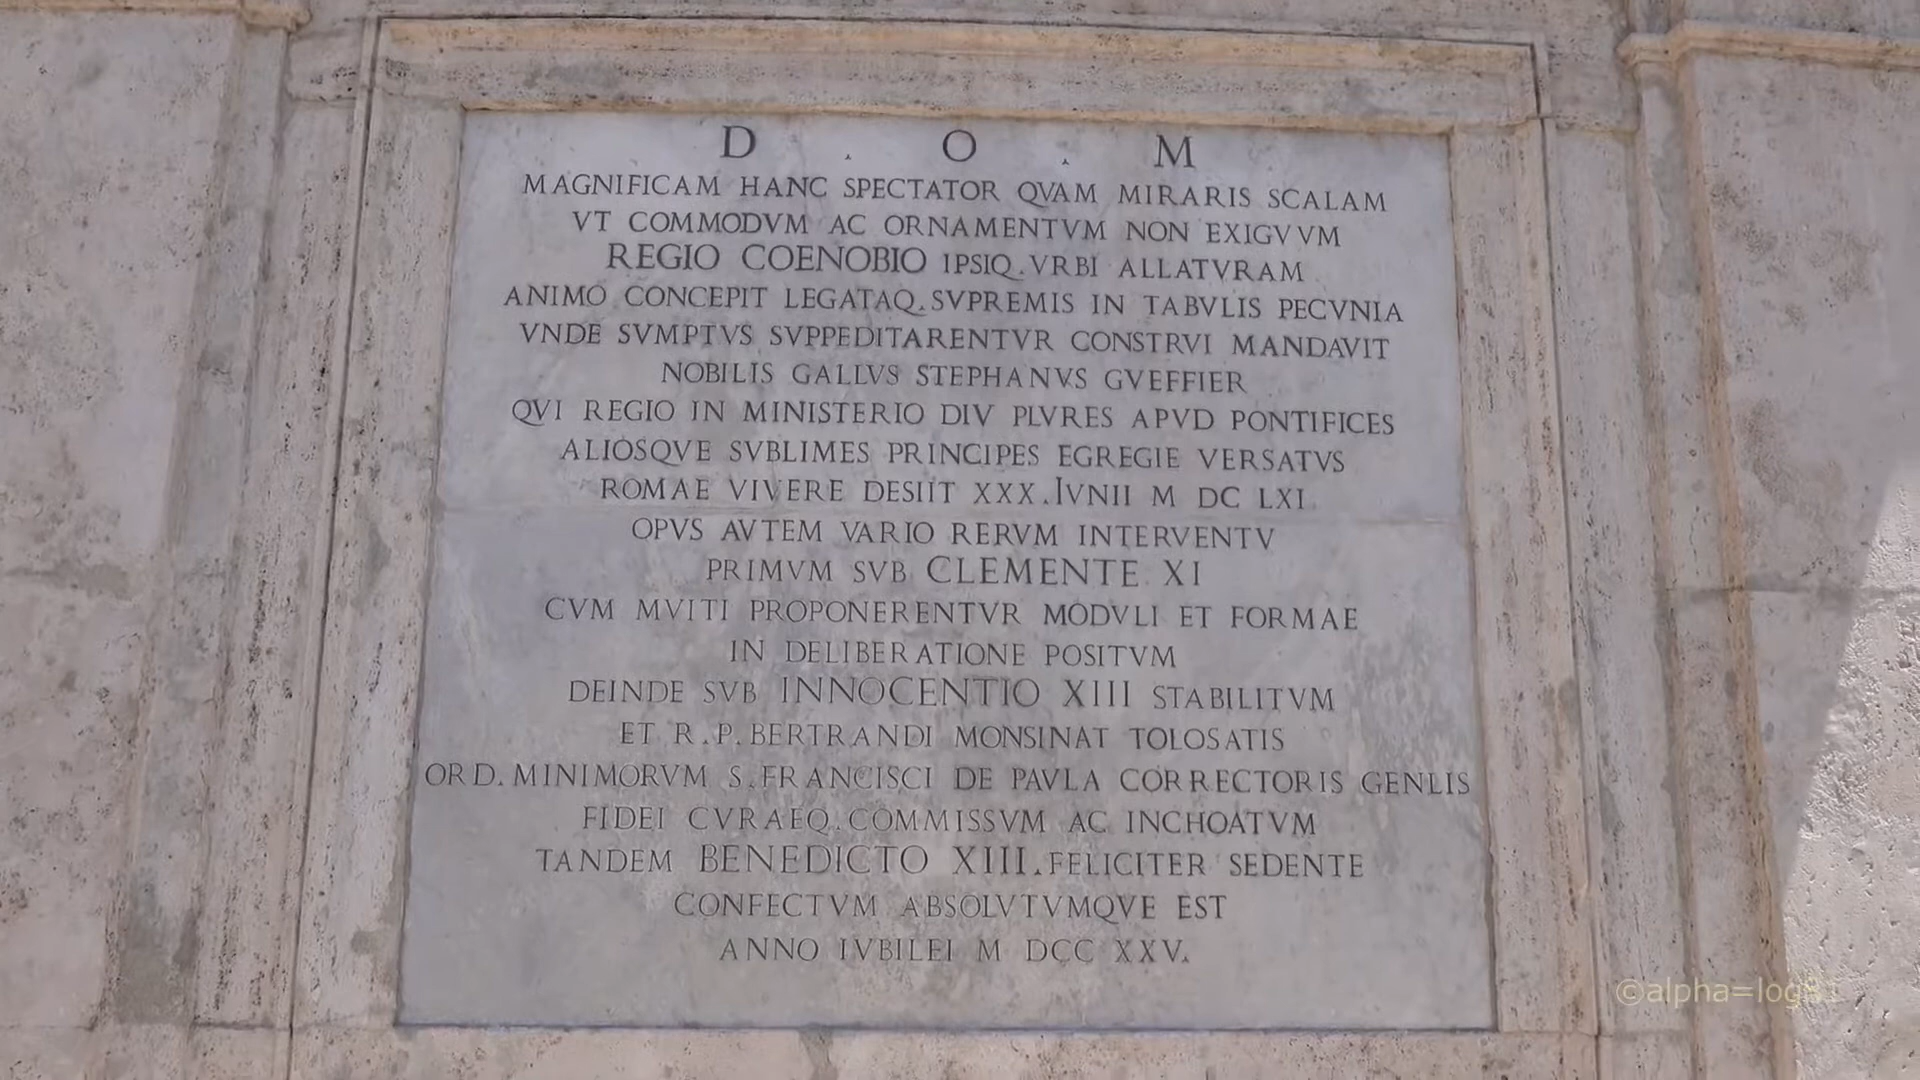 D . O . M
MAGNIFICAM HANC SPECTATOR QVAM MIRARIS SCALAM
VT COMMODVM AC ORNAMENTVM NON EXIGVVM
REGIO COENOBIO IPSIQ.VRBI ALLATVRAM
ANIMO CONCEPIT LEGATAQ.SVPREMIS IN TABVLIS PECVNIA
VNDE SVMPTVS SVPPEDITARENTVR CONSTRVI MANDAVIT
NOBILIS GALLVS STEPHANVS GVEFFIER
QVI REGIO IN MINISTERIO DIV PLVRES APVD PONTIFICES
ALIOSQVE SVBLIMES PRINCIPES EGREGIE VERSATVS
ROMAE VIVERE DESIIT XXX.IVNII M DC LXI.
OPVS AVTEM VARIO RERVM INTERVENTV
PRIMVM SVB CLEMENTE XI
CVM MVITI PROPONERENTVR MODVLI ET FORMAE
IN DELIBERATIONE POSITVM
DEINDE SVB INNOCENTIO XIII STABILITVM
ET R.P.BERTRANDI MONSINAT TOLOSATIS
ORD.MINIMORVM S.FRANCISCI DE PAVLA CORRECTORIS GENLIS
FIDEI CVRAEQ.COMMISSVM AC INCHOATVM
TANDEM BENEDICTO XIII.FELICITER SEDENTE
CONFECTVM ABSOLVTVMQVE EST
ANNO IVBILEI M DCC XXV.